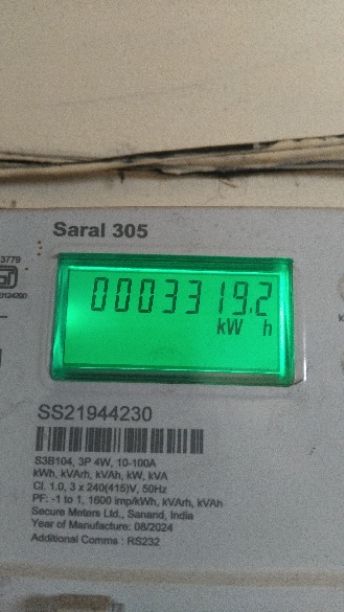 Saral 305
3779
0003319.2
kW h
SS21944230
S3B104, 3P 4W, 10-100A
kWh, kVArh, kVAh, kW, kVA
Cl. 1.0, 3 x 240(415)V, 50Hz
PF: -1 to 1, 1600 imp/kWh, kVArh, kVAh
Secure Meters Ltd., Sanand, India
Year of Manufacture: 08/2024
Additional Comms : RS232